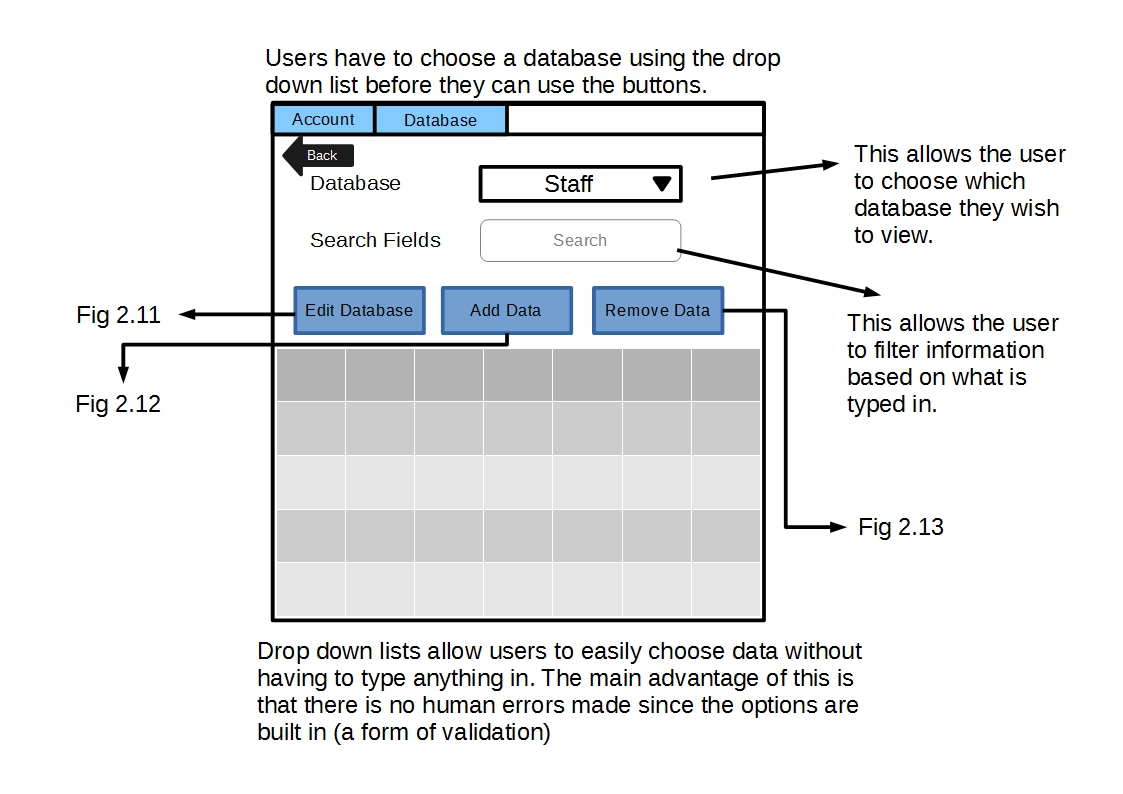 Users have to choose a database using the drop
down list before they can use the buttons.
Account
Database
Back
Database
Staff
This allows the user
to choose which
database they wish
to view.
Search Fields
Search
Edit Database
Add Data
Remove Data
Fig 2.11
This allows the user
to filter information
based on what is
typed in.
Fig 2.12
Fig 2.13
Drop down lists allow users to easily choose data without
having to type anything in. The main advantage of this is
that there is no human errors made since the options are
built in (a form of validation)